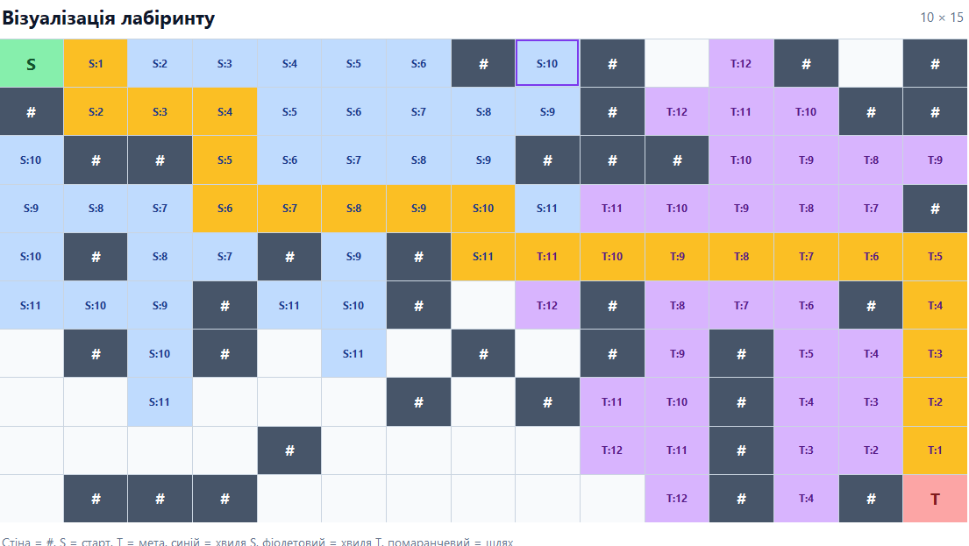 Візуалізація лабіринту 10 × 15
S S:1 S:2 S:3 S:4 S:5 S:6 # S:10 # T:12 # #
# S:2 S:3 S:4 S:5 S:6 S:7 S:8 S:9 # T:12 T:11 T:10 # #
S:10 # # S:5 S:6 S:7 S:8 S:9 # # # T:10 T:9 T:8 T:9
S:9 S:8 S:7 S:6 S:7 S:8 S:9 S:10 S:11 T:11 T:10 T:9 T:8 T:7 #
S:10 # S:8 S:7 # S:9 # S:11 T:11 T:10 T:9 T:8 T:7 T:6 T:5
S:11 S:10 S:9 # S:11 S:10 # T:12 # T:8 T:7 T:6 # T:4
# S:10 # S:11 # # T:9 # T:5 T:4 T:3
S:11 # # T:11 T:10 # T:4 T:3 T:2
# T:12 T:11 # T:3 T:2 T:1
# # # T:12 # T:4 # T
Стіна = #, S = старт, T = мета, синій = хвиля S, фіолетовий = хвиля T, помаранчевий = шлях